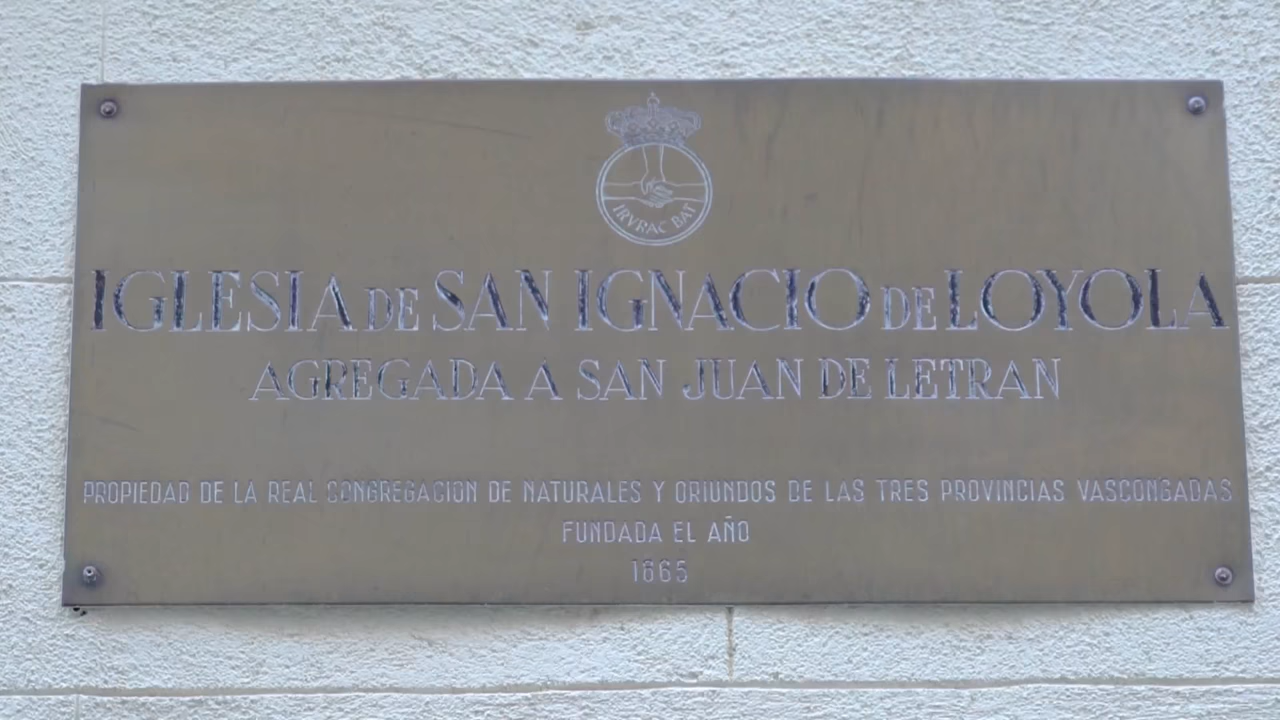 IRVRAC BAT
IGLESIA DE SAN IGNACIO DE LOYOLA
AGREGADA A SAN JUAN DE LETRAN
PROPIEDAD DE LA REAL CONGREGACION DE NATURALES Y ORIUNDOS DE LAS TRES PROVINCIAS VASCONGADAS
FUNDADA EL AÑO
1665